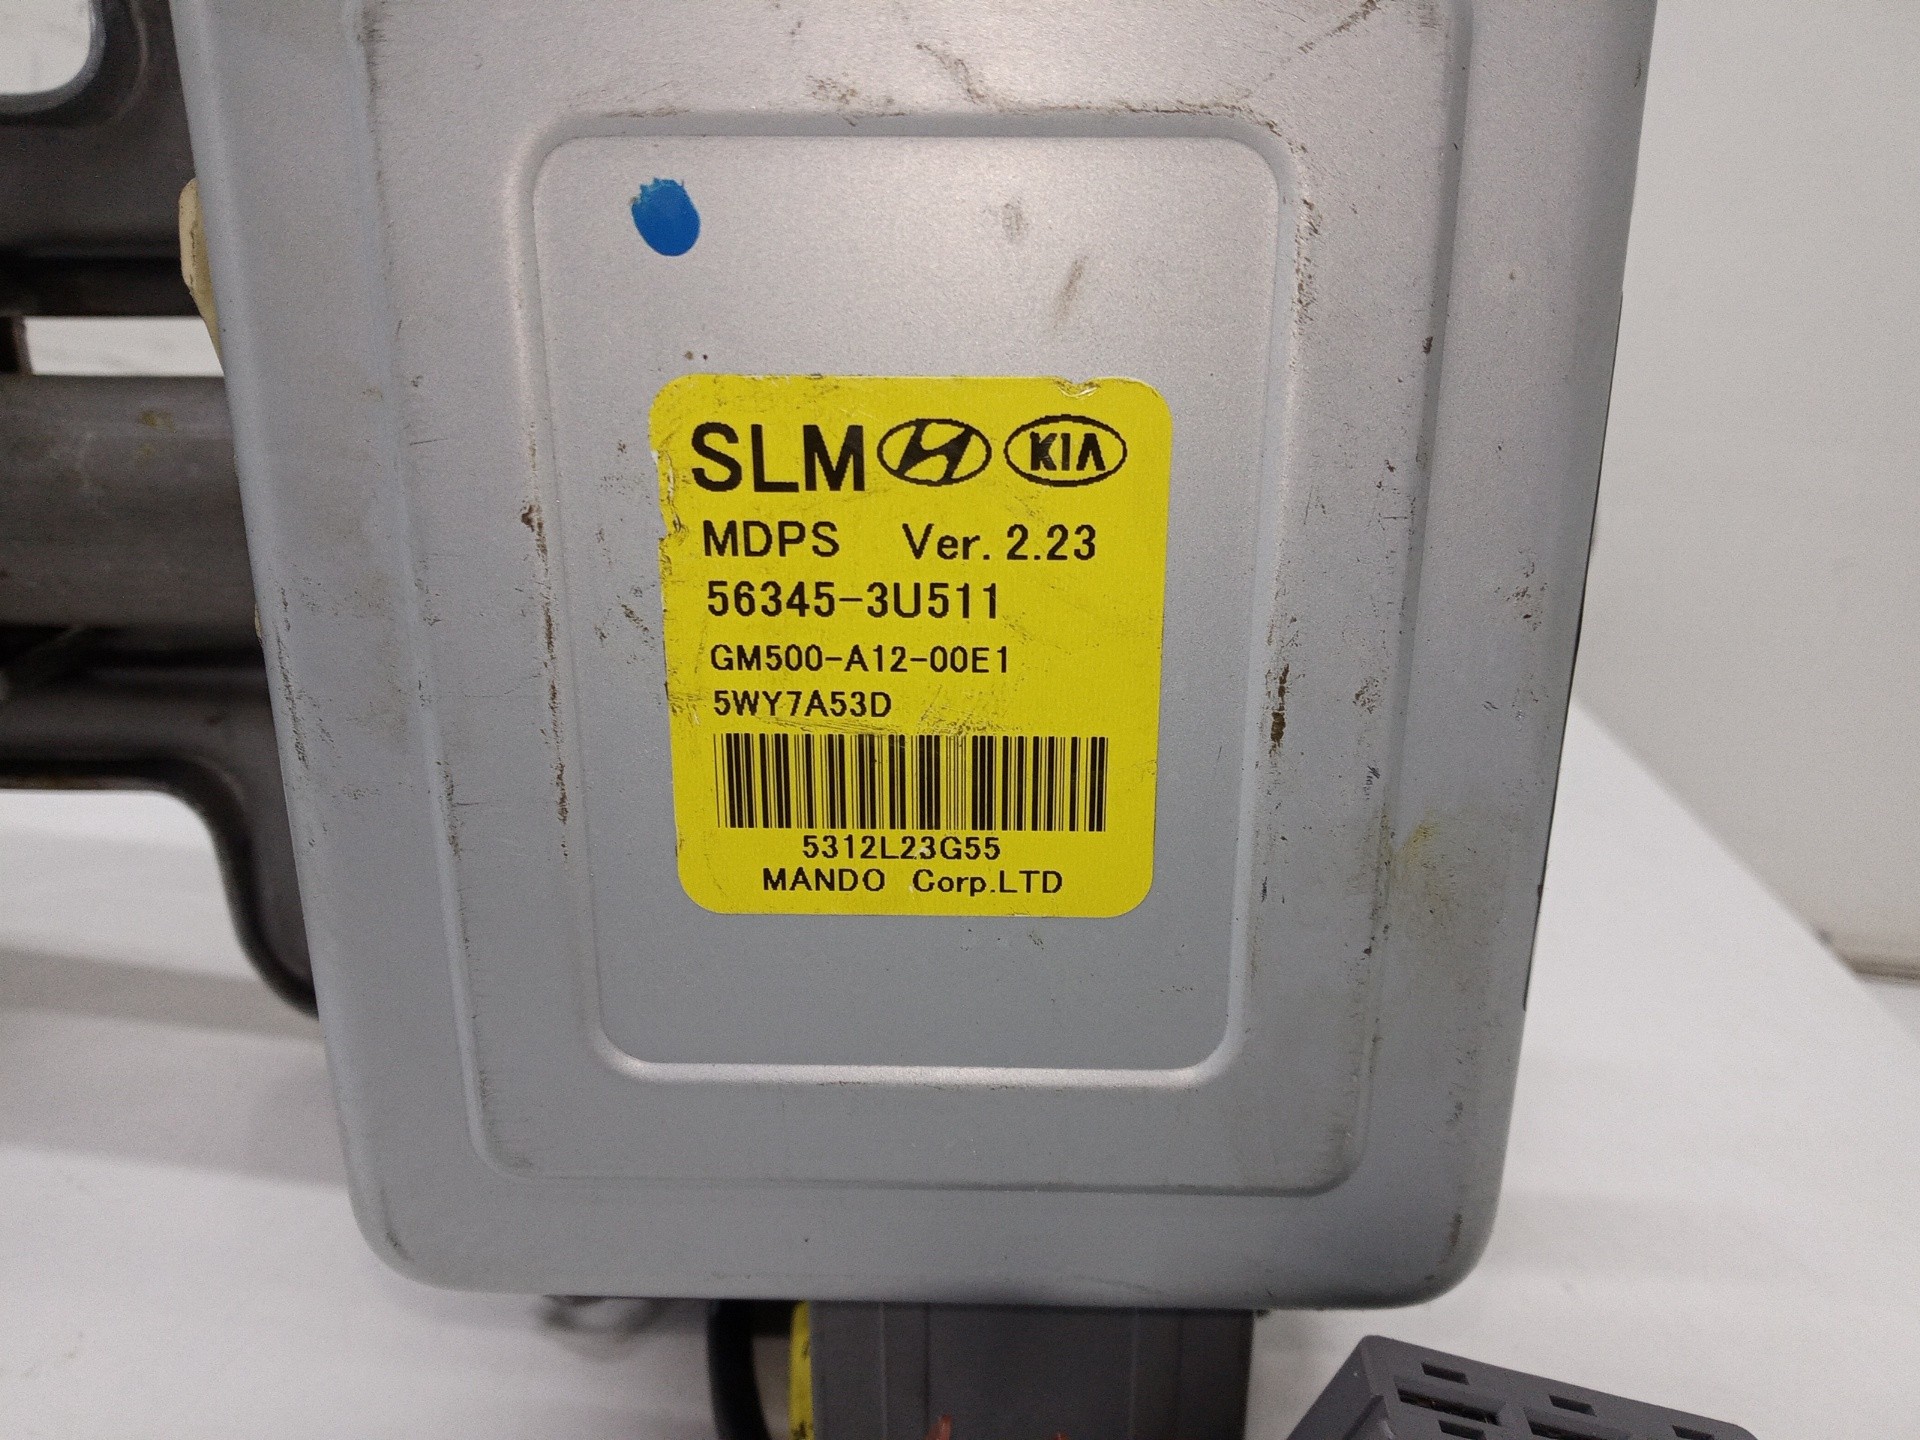 SLM KIA
MDPS Ver. 2.23
56345-3U511
GM500-A12-00E1
5WY7A53D
5312L23G55
MANDO Corp.LTD